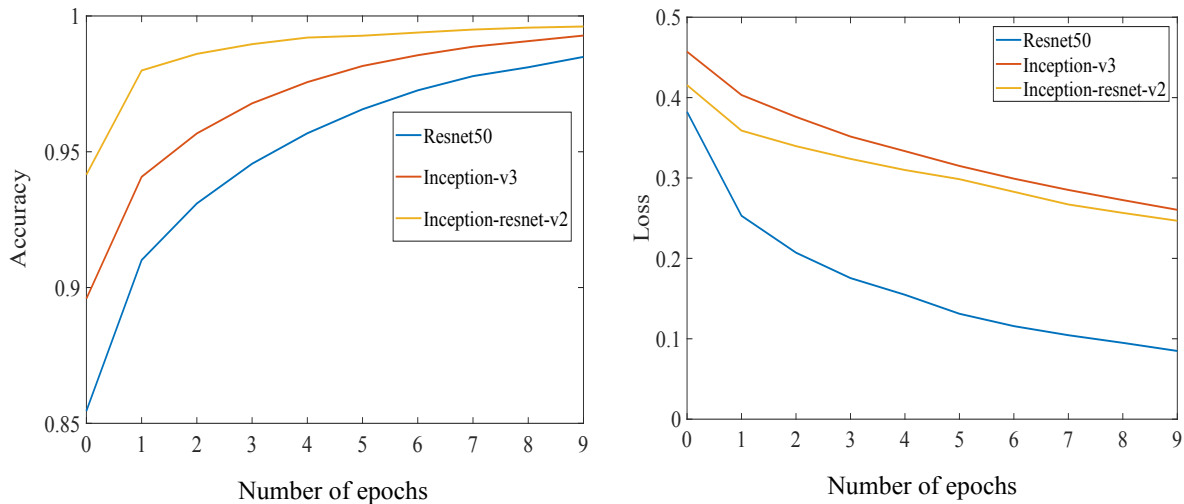 1
0.95
0.9
0.85
Accuracy
0 1 2 3 4 5 6 7 8 9
Number of epochs
Resnet50
Inception-v3
Inception-resnet-v2
0.5
0.4
0.3
0.2
0.1
0
Loss
0 1 2 3 4 5 6 7 8 9
Number of epochs
Resnet50
Inception-v3
Inception-resnet-v2